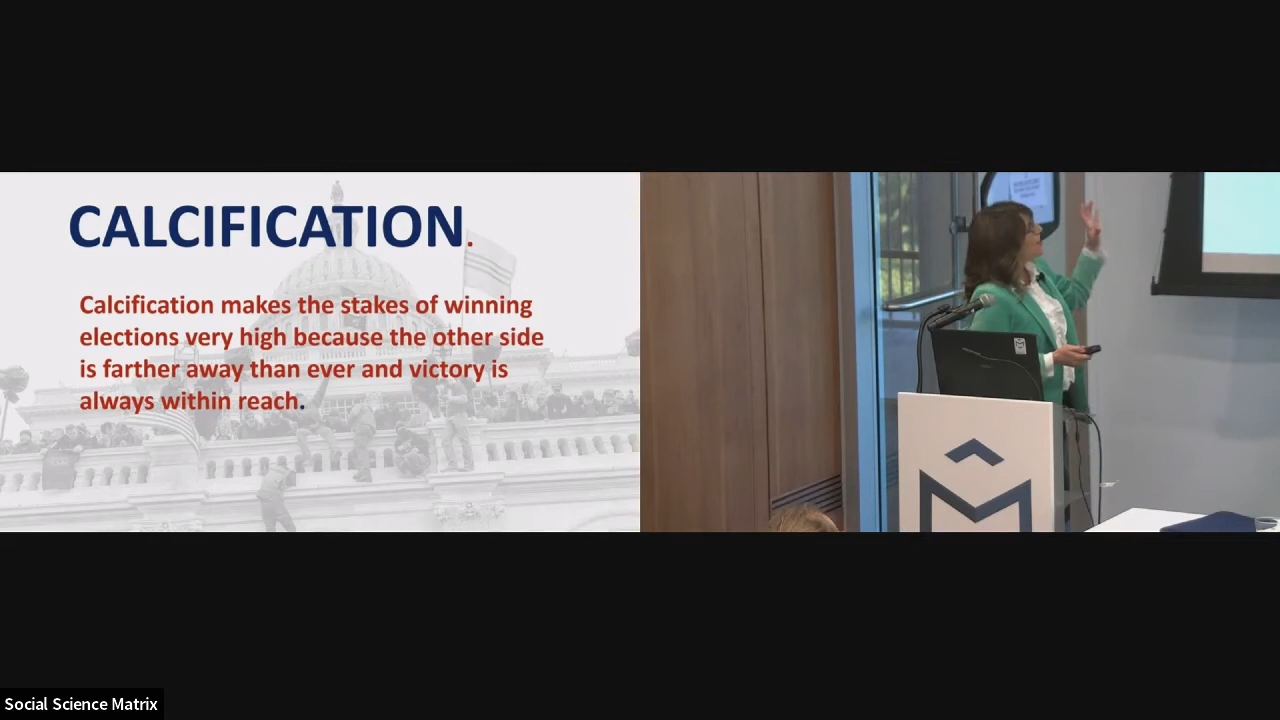 CALCIFICATION.
Calcification makes the stakes of winning
elections very high because the other side
is farther away than ever and victory is
always within reach.
Social Science Matrix